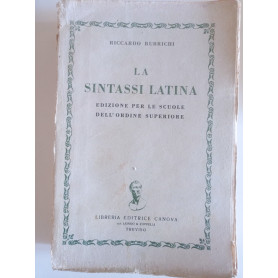 RICCARDO RUBRICHI
LA
SINTASSI LATINA
EDIZIONE PER LE SCUOLE
DELL'ORDINE SUPERIORE
LIBRERIA EDITRICE CANOVA
TREVISO